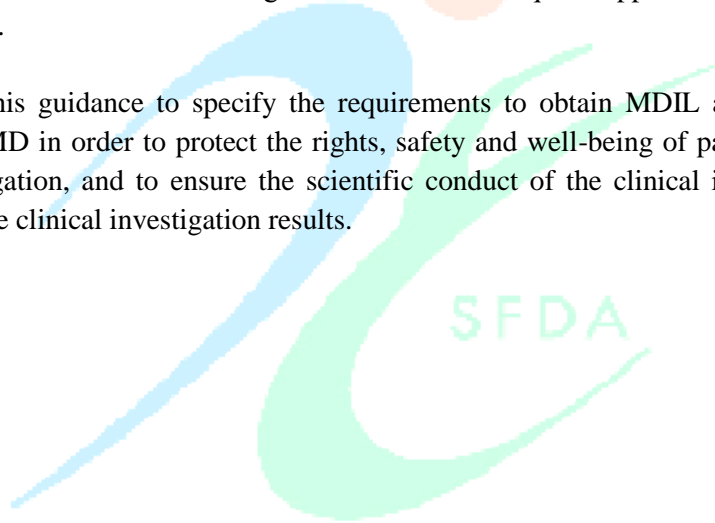 .
his guidance to specify the requirements to obtain MDIL a
MD in order to protect the rights, safety and well-being of pa
gation, and to ensure the scientific conduct of the clinical i
e clinical investigation results.
SFDA